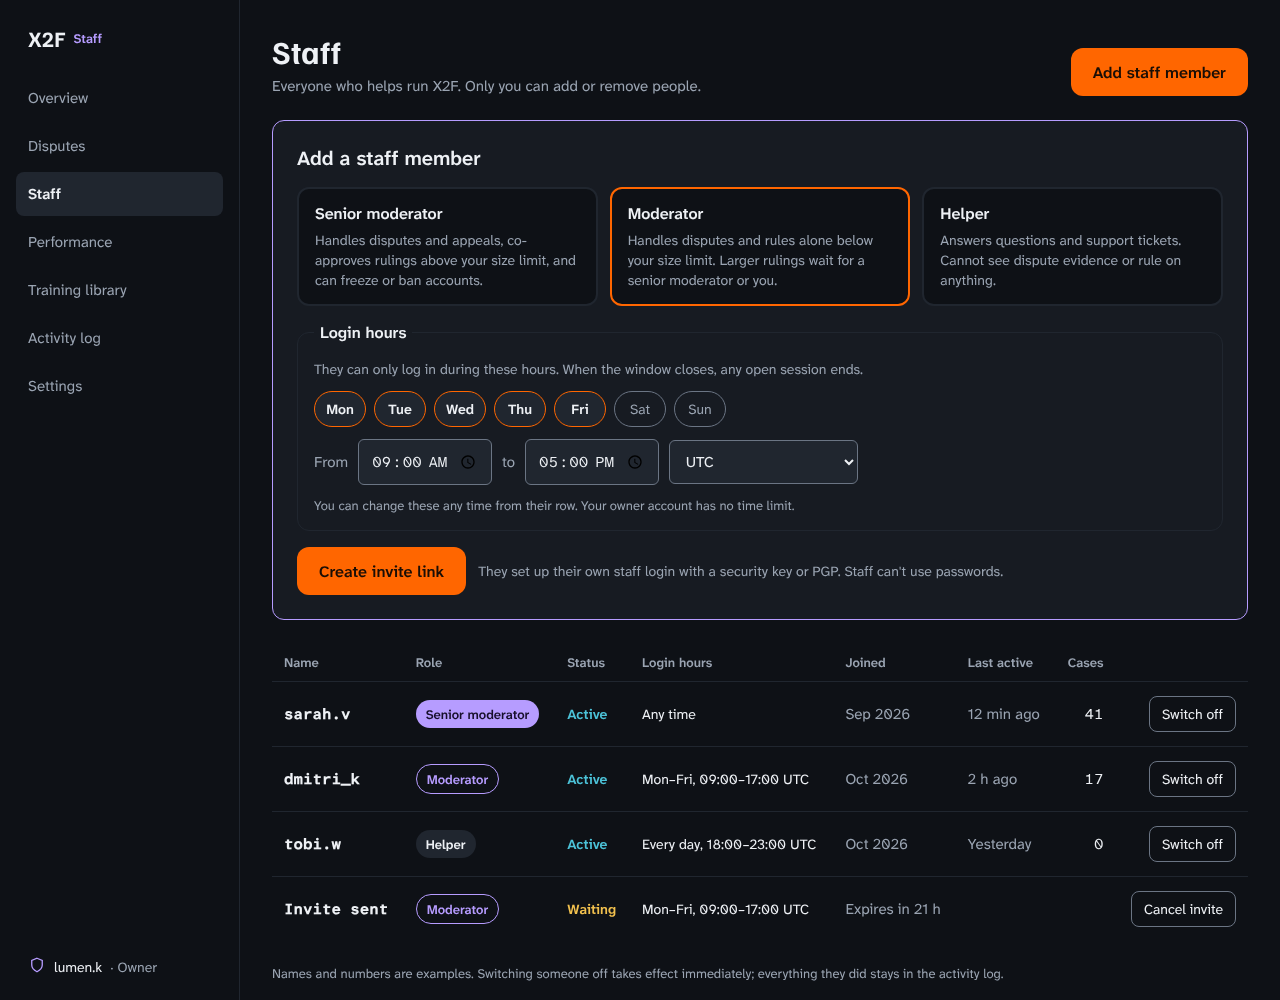 X2F Staff
Overview
Disputes
Staff
Performance
Training library
Activity log
Settings
lumen.k · Owner
Staff
Everyone who helps run X2F. Only you can add or remove people.
Add staff member
Add a staff member
Senior moderator
Handles disputes and appeals, co-
approves rulings above your size limit, and
can freeze or ban accounts.
Moderator
Handles disputes and rules alone below
your size limit. Larger rulings wait for a
senior moderator or you.
Helper
Answers questions and support tickets.
Cannot see dispute evidence or rule on
anything.
Login hours
They can only log in during these hours. When the window closes, any open session ends.
Mon Tue Wed Thu Fri Sat Sun
From 09:00 AM to 05:00 PM UTC
You can change these any time from their row. Your owner account has no time limit.
Create invite link They set up their own staff login with a security key or PGP. Staff can't use passwords.
Name Role Status Login hours Joined Last active Cases
sarah.v Senior moderator Active Any time Sep 2026 12 min ago 41 Switch off
dmitri_k Moderator Active Mon–Fri, 09:00–17:00 UTC Oct 2026 2 h ago 17 Switch off
tobi.w Helper Active Every day, 18:00–23:00 UTC Oct 2026 Yesterday 0 Switch off
Invite sent Moderator Waiting Mon–Fri, 09:00–17:00 UTC Expires in 21 h Cancel invite
Names and numbers are examples. Switching someone off takes effect immediately; everything they did stays in the activity log.